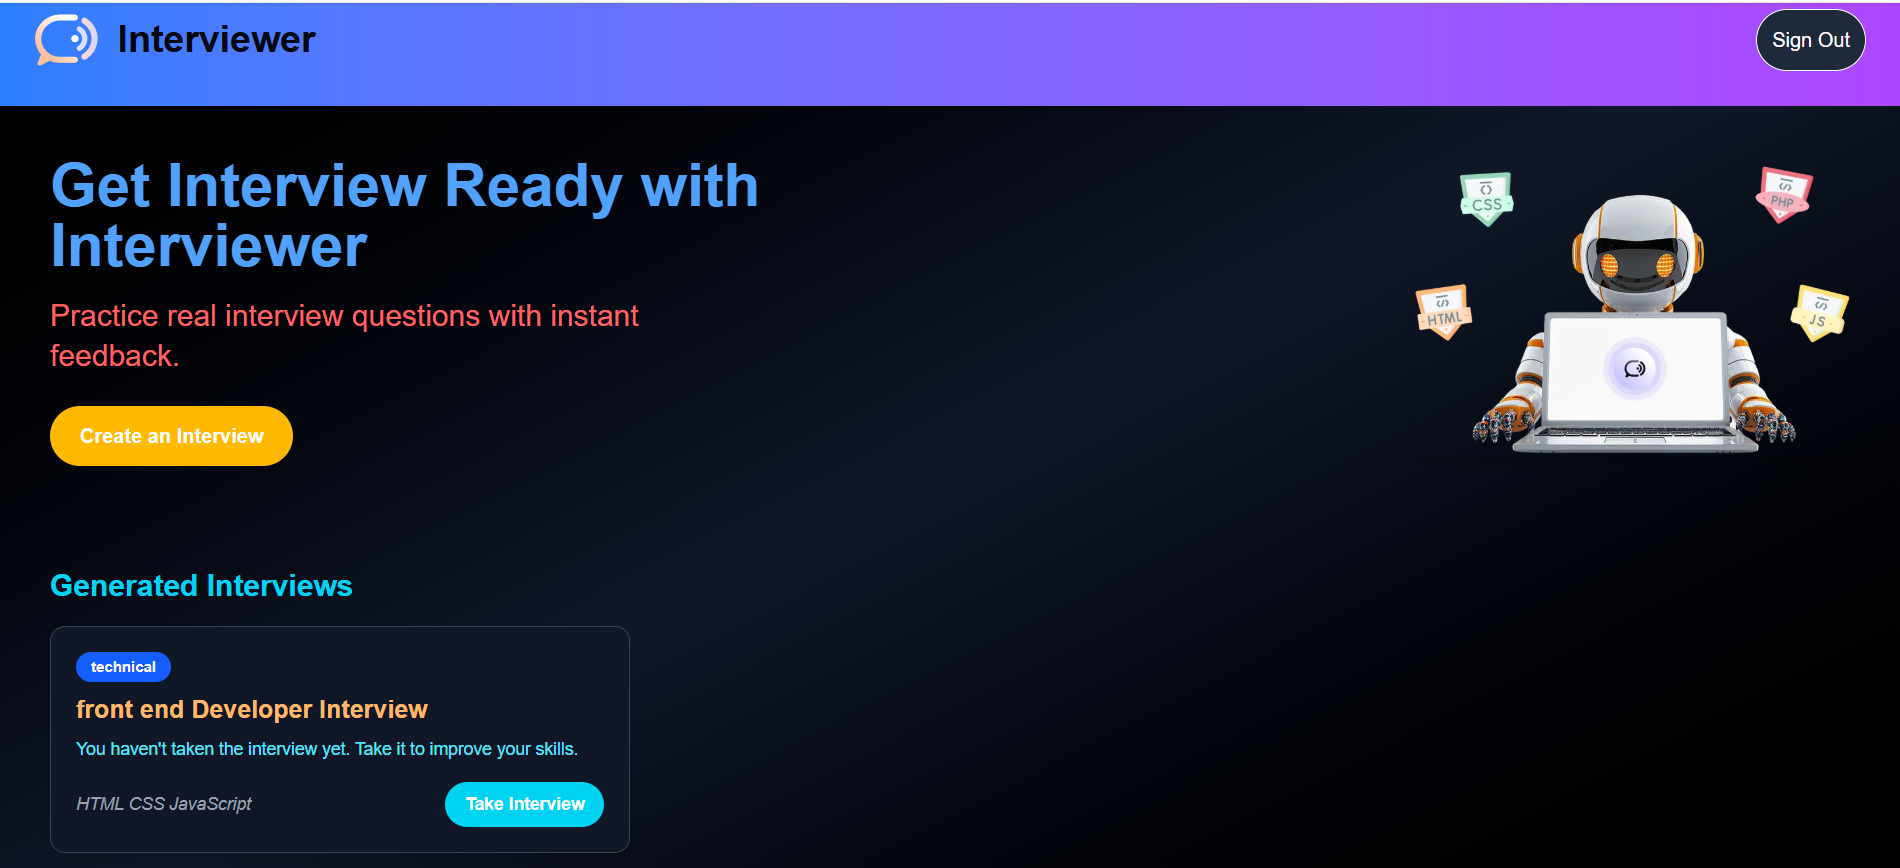 Interviewer
Sign Out
Get Interview Ready with
Interviewer
Practice real interview questions with instant
feedback.
Create an Interview
CSS
PHP
HTML
JS
Generated Interviews
technical
front end Developer Interview
You haven't taken the interview yet. Take it to improve your skills.
HTML CSS JavaScript
Take Interview